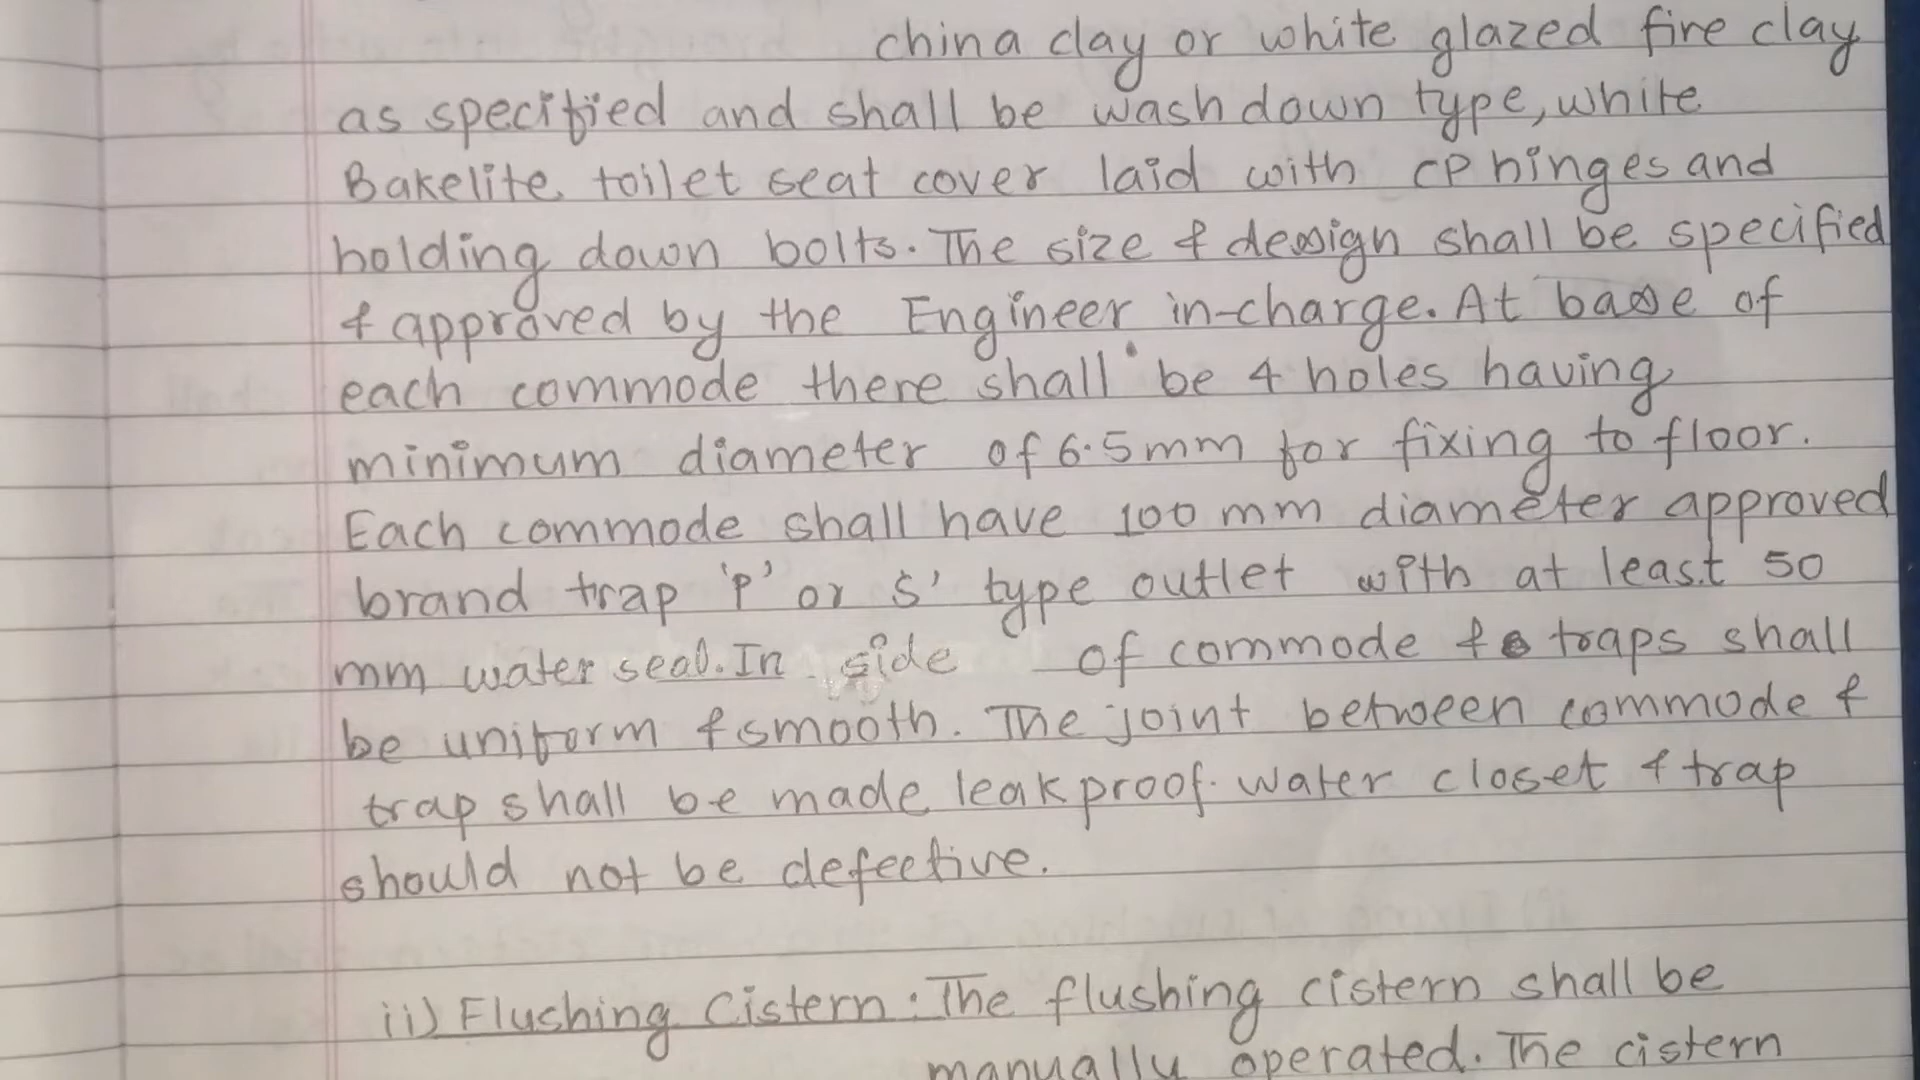 china clay or white glazed fire clay
as specified and shall be wash down type, white
Bakelite toilet seat cover laid with CP hinges and
holding down bolts. The size & design shall be specified
& approved by the Engineer in-charge. At base of
each commode there shall be 4 holes having
minimum diameter of 6.5mm for fixing to floor.
Each commode shall have 100 mm diameter approved
brand trap 'P' or 'S' type outlet with at least 50
mm water seal. In side of commode & traps shall
be uniform & smooth. The joint between commode &
trap shall be made leak proof. Water closet & trap
should not be defective.
ii) Flushing Cistern : The flushing cistern shall be
manually operated. The cistern